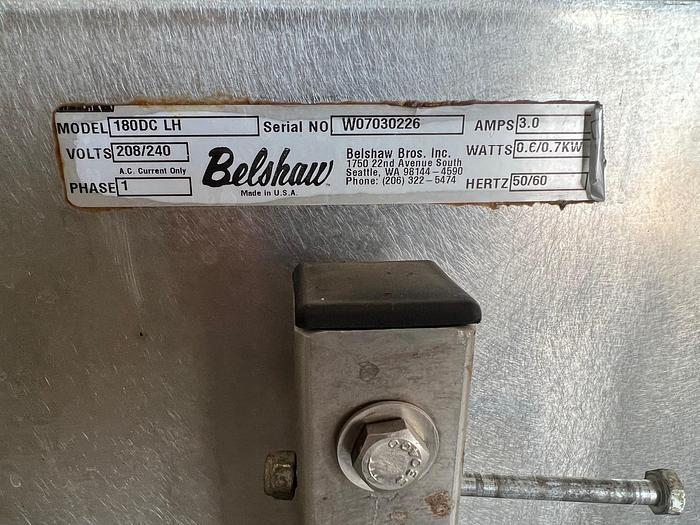 MODEL 180DC LH Serial NO W07030226 AMPS 3.0
VOLTS 208/240 WATTS 0.6/0.7KW
A.C. Current Only
PHASE 1
Belshaw
Made in U.S.A.
Belshaw Bros. Inc.
1750 22nd Avenue South
Seattle, WA 98144-4590
Phone: (206) 322-5474
HERTZ 50/60